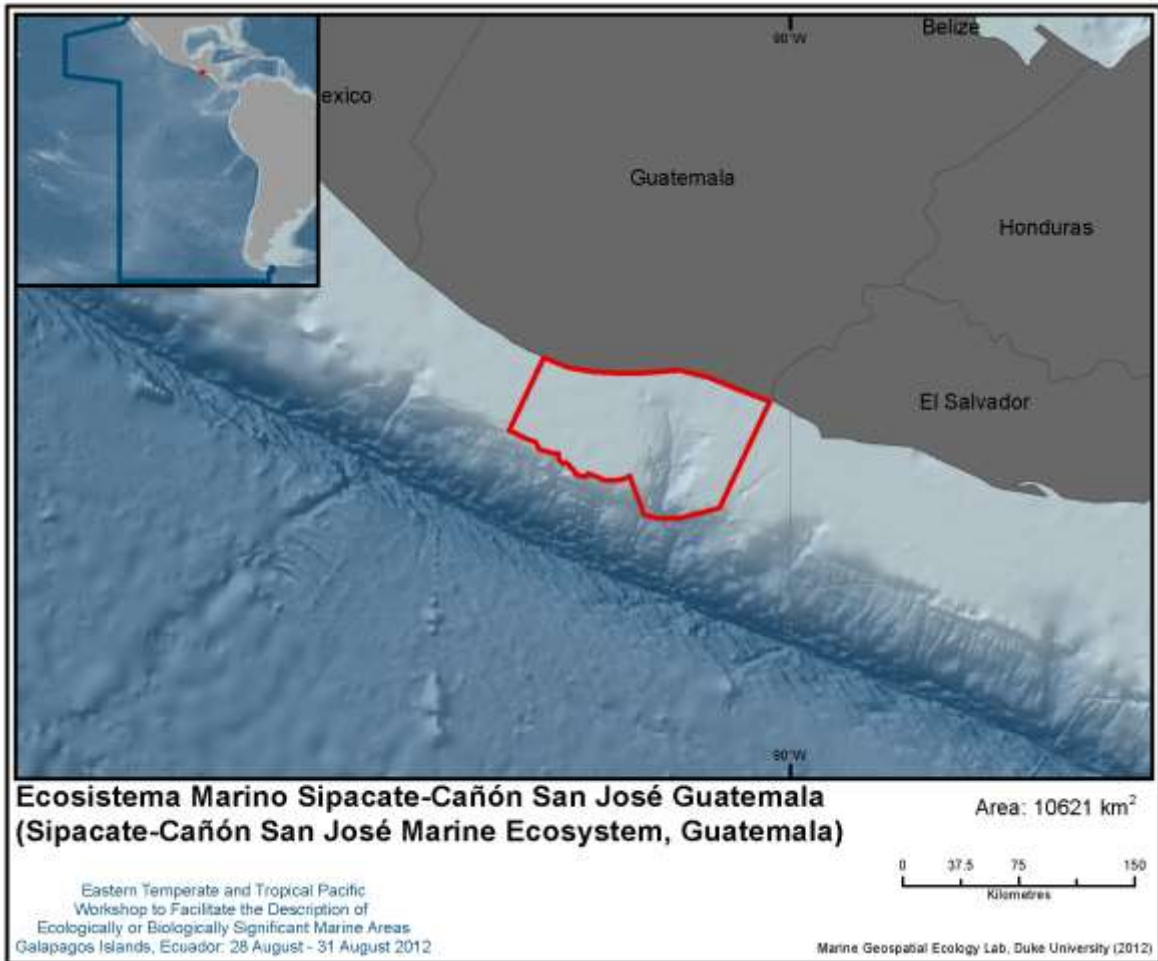 90°W
Belize
exico
Guatemala
Honduras
El Salvador
90°W
Ecosistema Marino Sipacate-Cañón San José Guatemala
(Sipacate-Cañón San José Marine Ecosystem, Guatemala)
Area: 10621 km²
0 37.5 75 150
Kilometres
Eastern Temperate and Tropical Pacific
Workshop to Facilitate the Description of
Ecologically or Biologically Significant Marine Areas
Galapagos Islands, Ecuador: 28 August - 31 August 2012
Marine Geospatial Ecology Lab, Duke University (2012)